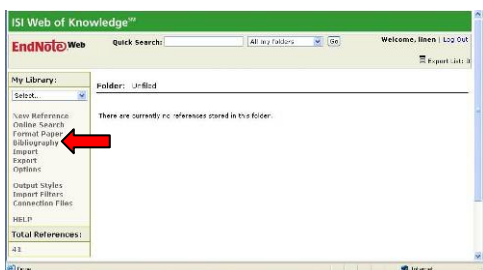 ISI Web of Knowledge℠
EndNote Web
Quick Search:
All my folders
Go
Welcome, linen | Log Out
Export List: 0
My Library:
Select...
Folder: Unfiled
There are currently no references stored in this folder.
New Reference
Online Search
Format Paper
Bibliography
Import
Export
Options
Output Styles
Import Filters
Connection Files
HELP
Total References:
Internet